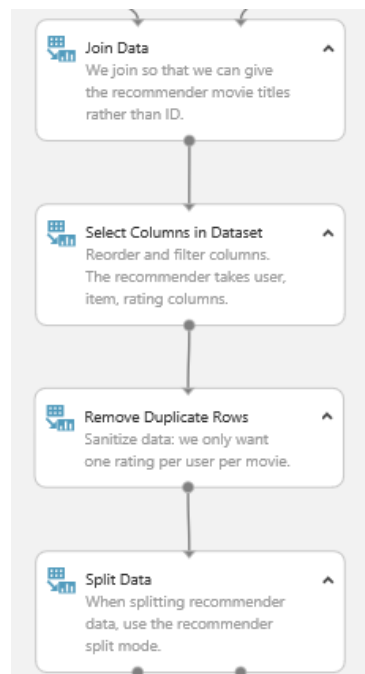 Join Data
We join so that we can give
the recommender movie titles
rather than ID.
Select Columns in Dataset
Reorder and filter columns.
The recommender takes user,
item, rating columns.
Remove Duplicate Rows
Sanitize data: we only want
one rating per user per movie.
Split Data
When splitting recommender
data, use the recommender
split mode.